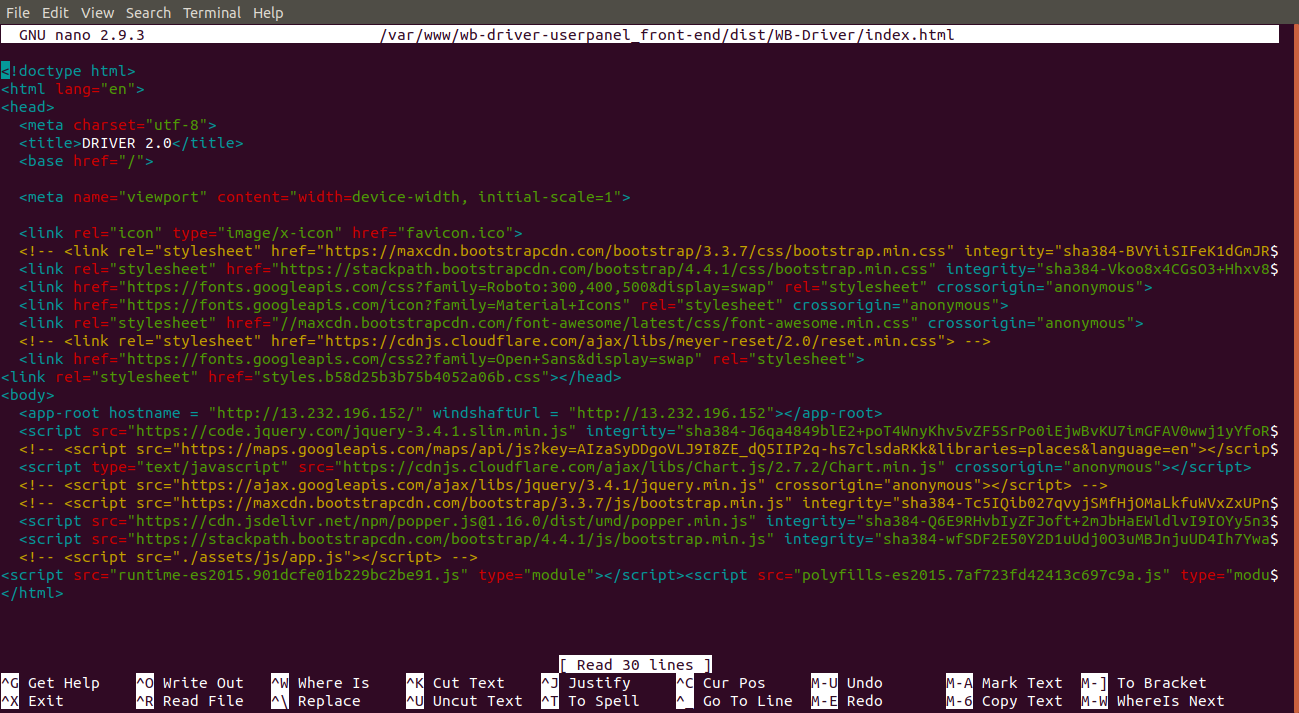 File Edit View Search Terminal Help
GNU nano 2.9.3 /var/www/wb-driver-userpanel_front-end/dist/WB-Driver/index.html
<!doctype html>
<html lang="en">
<head>
  <meta charset="utf-8">
  <title>DRIVER 2.0</title>
  <base href="/">
  <meta name="viewport" content="width=device-width, initial-scale=1">
  <link rel="icon" type="image/x-icon" href="favicon.ico">
  <!-- <link rel="stylesheet" href="https://maxcdn.bootstrapcdn.com/bootstrap/3.3.7/css/bootstrap.min.css" integrity="sha384-BVYiiSIFeK1dGmJR$
  <link rel="stylesheet" href="https://stackpath.bootstrapcdn.com/bootstrap/4.4.1/css/bootstrap.min.css" integrity="sha384-Vkoo8x4CGsO3+Hhxv8$
  <link href="https://fonts.googleapis.com/css?family=Roboto:300,400,500&display=swap" rel="stylesheet" crossorigin="anonymous">
  <link href="https://fonts.googleapis.com/icon?family=Material+Icons" rel="stylesheet" crossorigin="anonymous">
  <link rel="stylesheet" href="//maxcdn.bootstrapcdn.com/font-awesome/latest/css/font-awesome.min.css" crossorigin="anonymous">
  <!-- <link rel="stylesheet" href="https://cdnjs.cloudflare.com/ajax/libs/meyer-reset/2.0/reset.min.css"> -->
  <link href="https://fonts.googleapis.com/css2?family=Open+Sans&display=swap" rel="stylesheet">
<link rel="stylesheet" href="styles.b58d25b3b75b4052a06b.css"></head>
<body>
  <app-root hostname = "http://13.232.196.152/" windshaftUrl = "http://13.232.196.152"></app-root>
  <script src="https://code.jquery.com/jquery-3.4.1.slim.min.js" integrity="sha384-J6qa4849blE2+poT4WnyKhv5vZF5SrPo0iEjwBvKU7imGFAV0wwj1yYfoR$
  <!-- <script src="https://maps.googleapis.com/maps/api/js?key=AIzaSyDDgoVLJ9I8ZE_dQ5IIP2q-hs7clsdaRKk&libraries=places&language=en"></scrip$
  <script type="text/javascript" src="https://cdnjs.cloudflare.com/ajax/libs/Chart.js/2.7.2/Chart.min.js" crossorigin="anonymous"></script>
  <!-- <script src="https://ajax.googleapis.com/ajax/libs/jquery/3.4.1/jquery.min.js" crossorigin="anonymous"></script> -->
  <!-- <script src="https://maxcdn.bootstrapcdn.com/bootstrap/3.3.7/js/bootstrap.min.js" integrity="sha384-Tc5IQib027qvyjSMfHjOMaLkfuWVxZxUPn$
  <script src="https://cdn.jsdelivr.net/npm/popper.js@1.16.0/dist/umd/popper.min.js" integrity="sha384-Q6E9RHvbIyZFJoft+2mJbHaEWldlvI9IOYy5n3$
  <script src="https://stackpath.bootstrapcdn.com/bootstrap/4.4.1/js/bootstrap.min.js" integrity="sha384-wfSDF2E50Y2D1uUdj0O3uMBJnjuUD4Ih7Ywa$
  <!-- <script src="./assets/js/app.js"></script> -->
<script src="runtime-es2015.901dcfe01b229bc2be91.js" type="module"></script><script src="polyfills-es2015.7af723fd42413c697c9a.js" type="modu$
</html>
[ Read 30 lines ]
^G Get Help ^O Write Out ^W Where Is ^K Cut Text ^J Justify ^C Cur Pos M-U Undo M-A Mark Text M-] To Bracket
^X Exit ^R Read File ^\ Replace ^U Uncut Text ^T To Spell ^_ Go To Line M-E Redo M-6 Copy Text M-W WhereIs Next